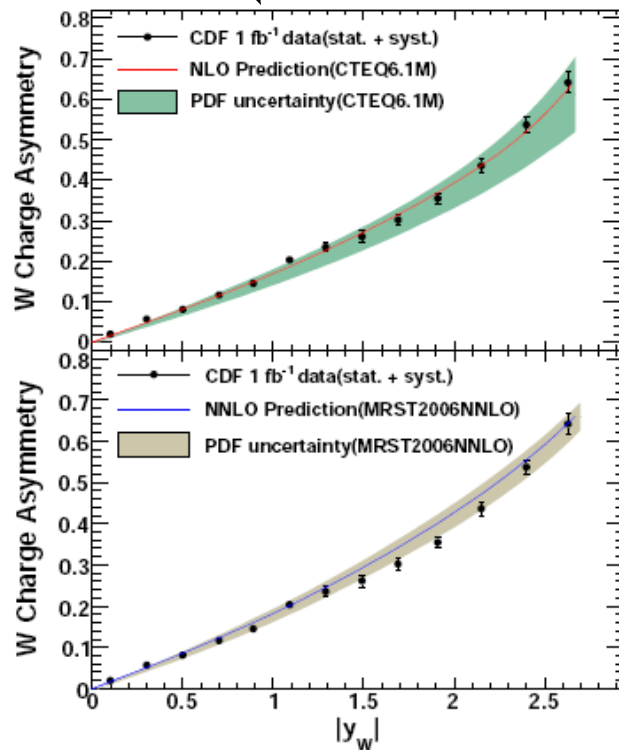 0.8
CDF 1 fb-1 data(stat. + syst.)
0.7
NLO Prediction(CTEQ6.1M)
0.6
PDF uncertainty(CTEQ6.1M)
0.5
0.4
0.3
0.2
0.1
0
W Charge Asymmetry
0.8
CDF 1 fb-1 data(stat. + syst.)
0.7
NNLO Prediction(MRST2006NNLO)
0.6
PDF uncertainty(MRST2006NNLO)
0.5
0.4
0.3
0.2
0.1
0
W Charge Asymmetry
0 0.5 1 1.5 2 2.5
|yW|